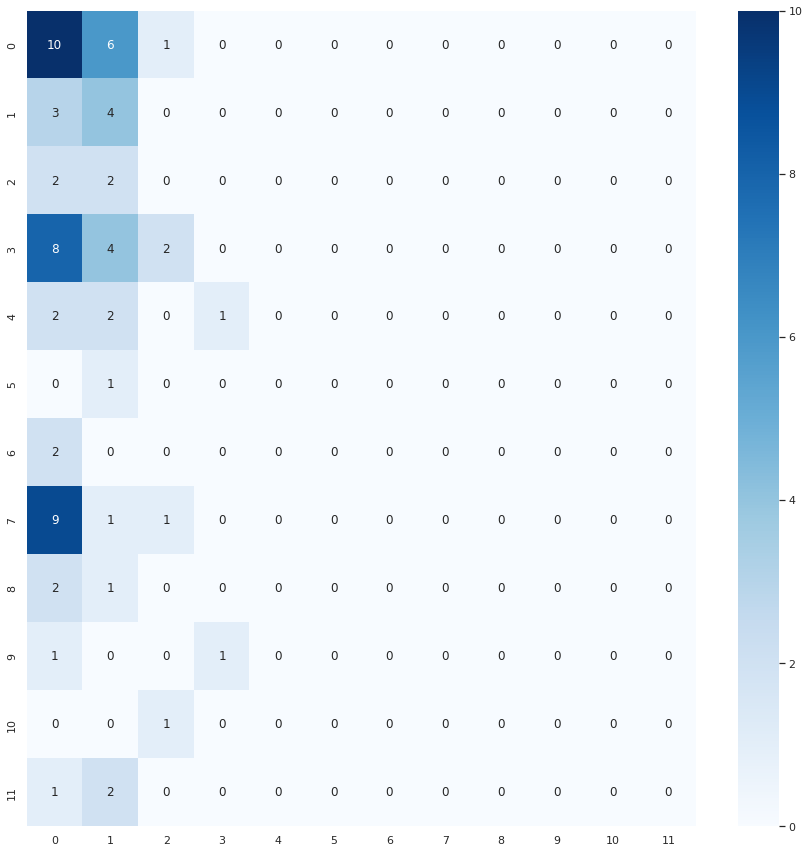 0 10 6 1 0 0 0 0 0 0 0 0 0
1 3 4 0 0 0 0 0 0 0 0 0 0
2 2 2 0 0 0 0 0 0 0 0 0 0
3 8 4 2 0 0 0 0 0 0 0 0 0
4 2 2 0 1 0 0 0 0 0 0 0 0
5 0 1 0 0 0 0 0 0 0 0 0 0
6 2 0 0 0 0 0 0 0 0 0 0 0
7 9 1 1 0 0 0 0 0 0 0 0 0
8 2 1 0 0 0 0 0 0 0 0 0 0
9 1 0 0 1 0 0 0 0 0 0 0 0
10 0 0 1 0 0 0 0 0 0 0 0 0
11 1 2 0 0 0 0 0 0 0 0 0 0
0 1 2 3 4 5 6 7 8 9 10 11
10
8
6
4
2
0